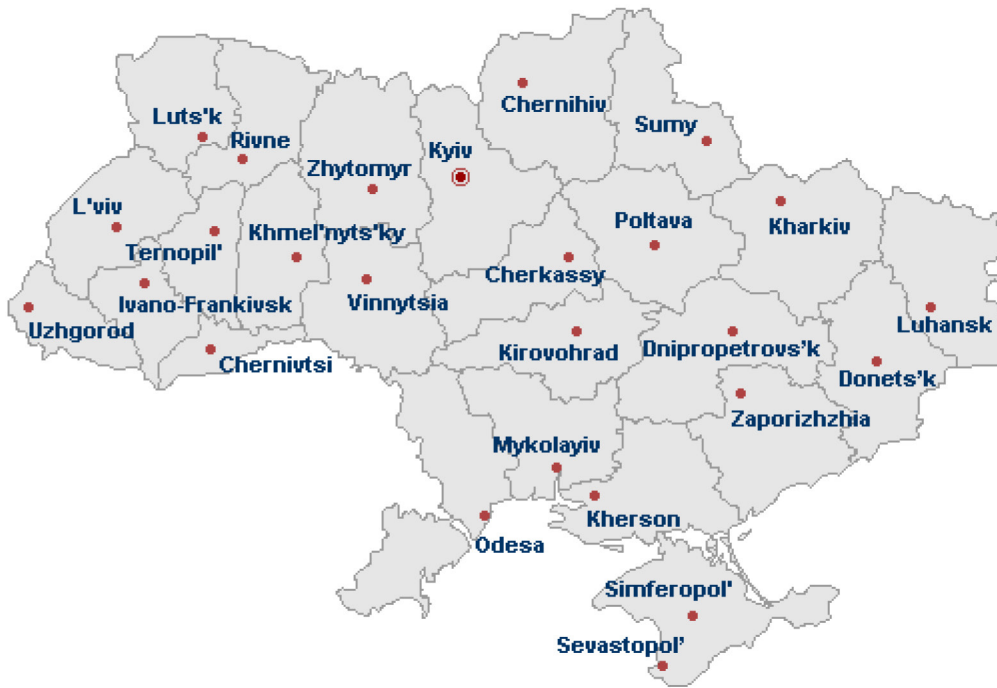 Chernihiv
Luts'k
Sumy
Rivne
Kyiv
Zhytomyr
L'viv
Poltava
Kharkiv
Khmel'nyts'ky
Ternopil'
Cherkassy
Ivano-Frankivsk
Vinnytsia
Uzhgorod
Luhansk
Kirovohrad
Dnipropetrovs’k
Chernivtsi
Donets’k
Zaporizhzhia
Mykolayiv
Kherson
Odesa
Simferopol'
Sevastopol’